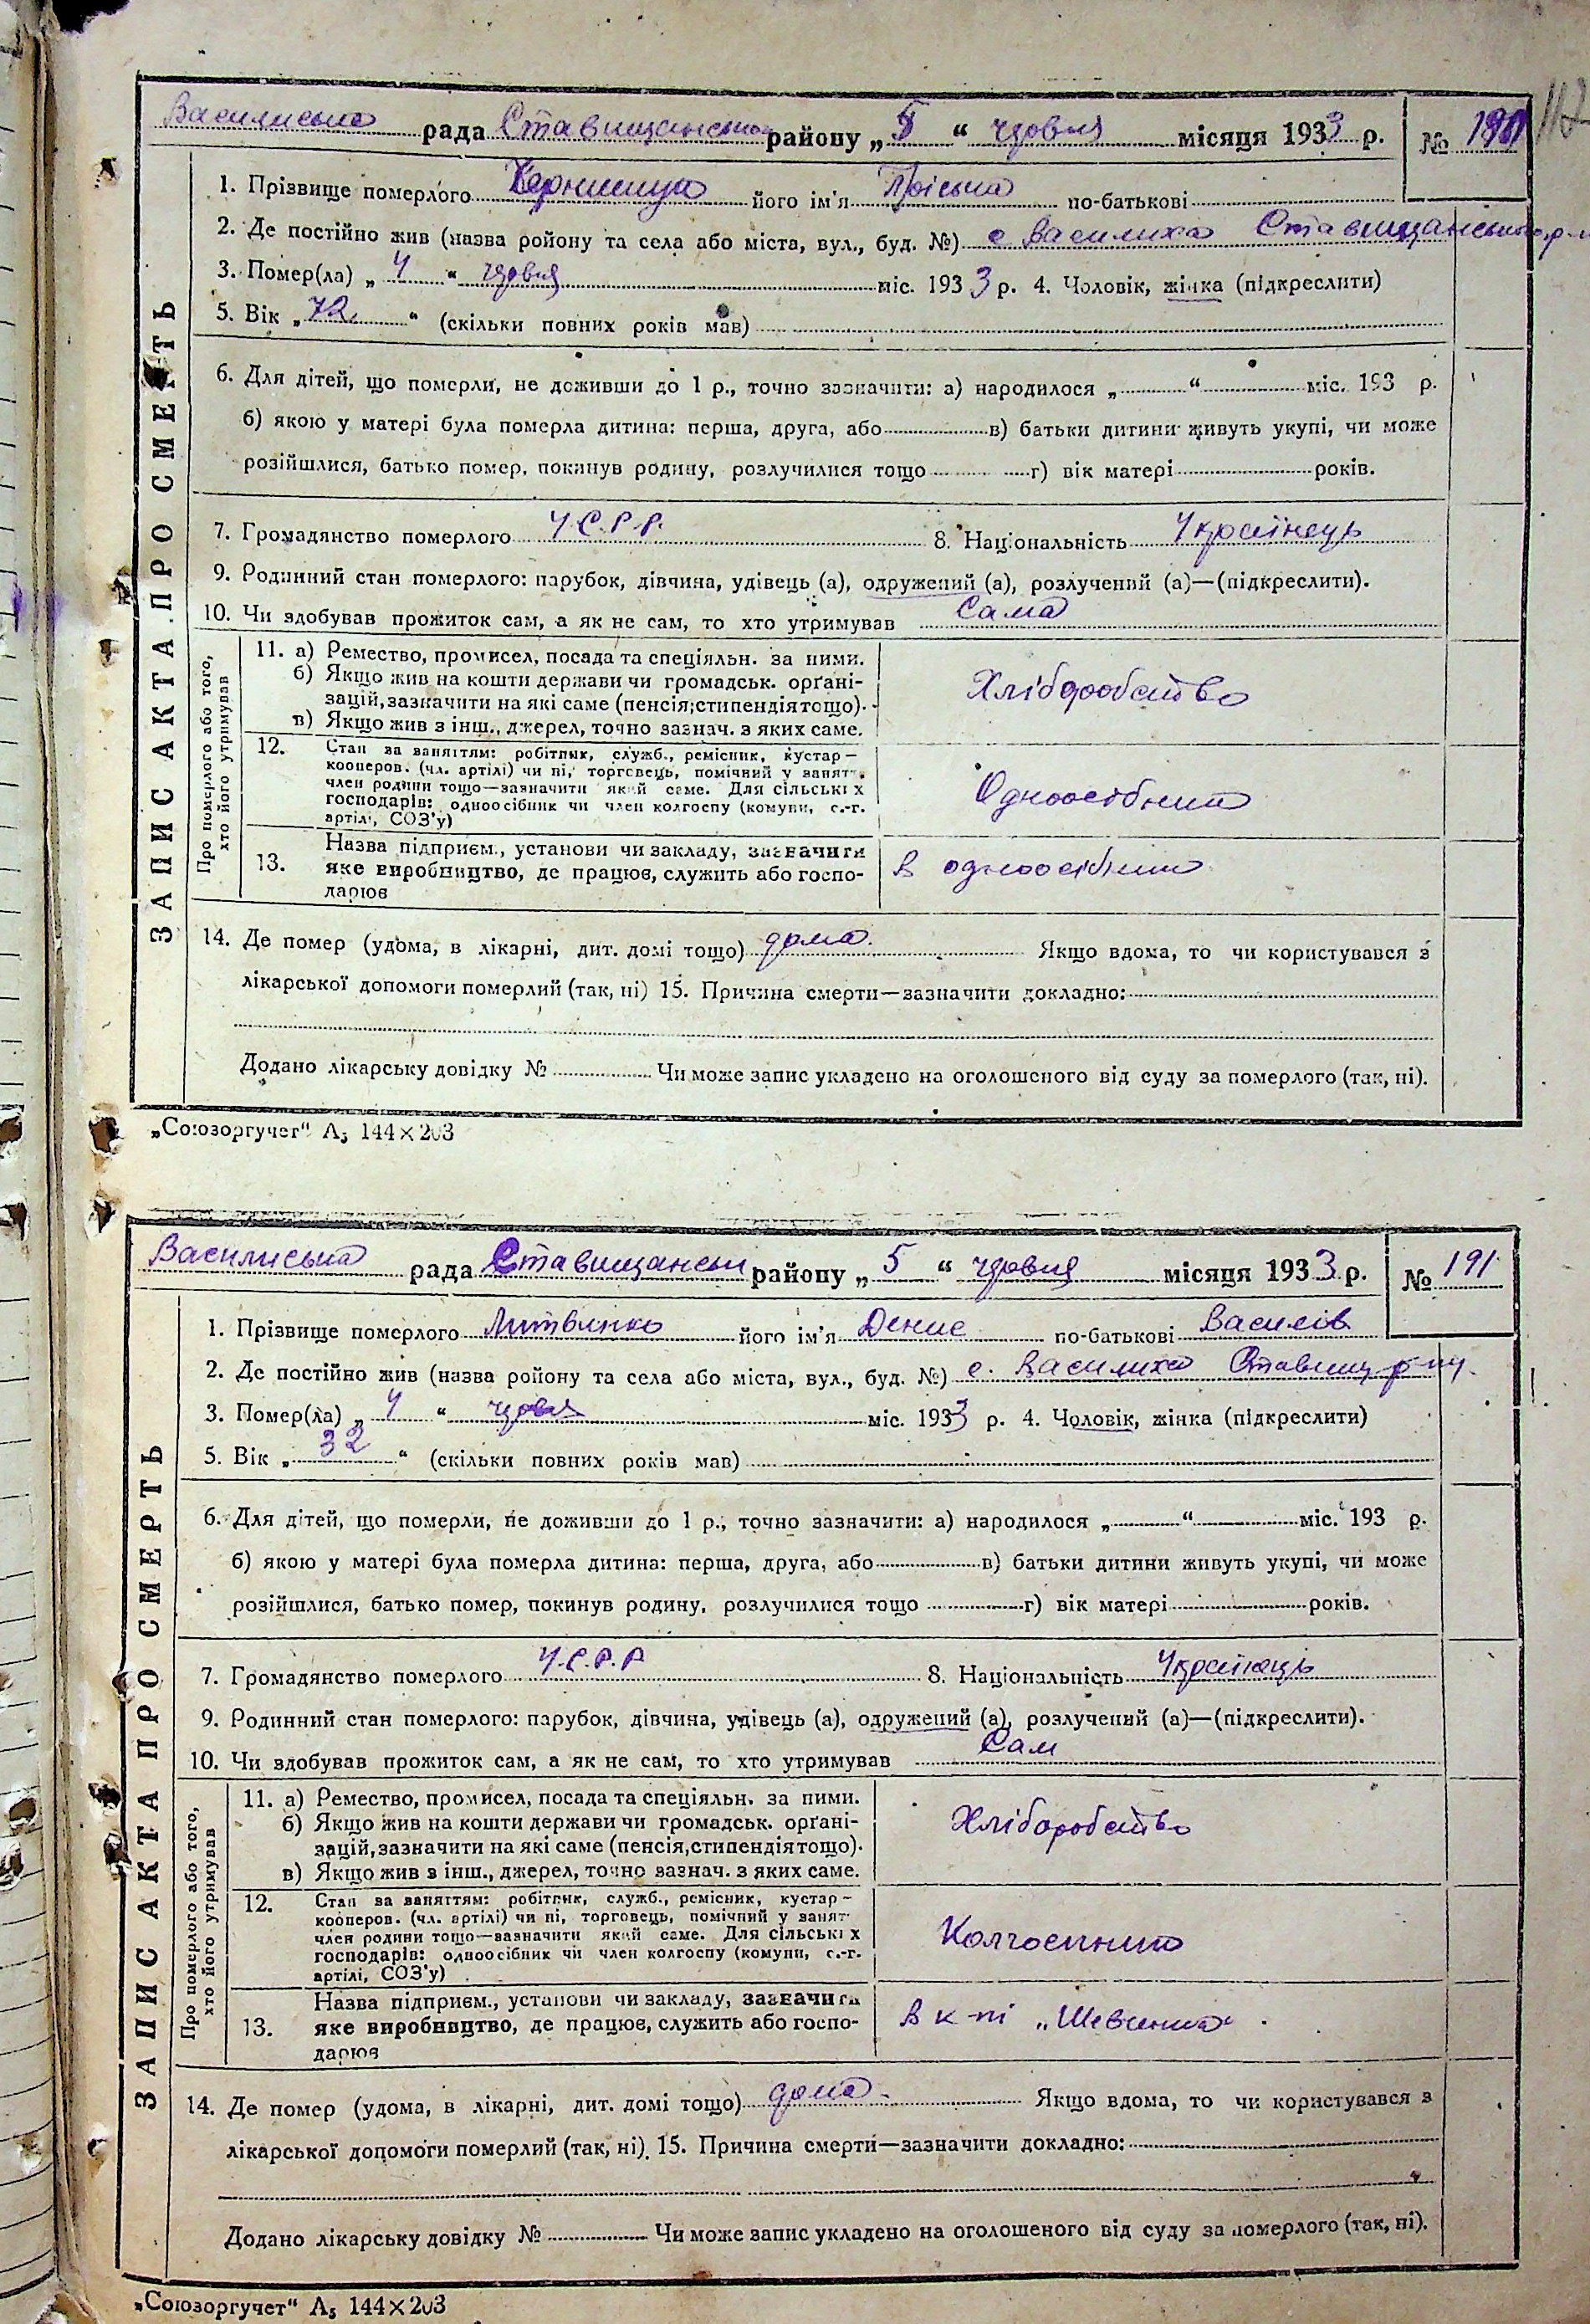 Василиська рада Ставищанськ району „ 5 “ червня місяця 1933 р. № 190
112
ЗАПИС АКТА ПРО СМЕРТЬ
1. Прізвище померлого його ім'я Пріська по-батькові
2. Де постійно жив (назва ройону та села або міста, вул., буд. №) с Василиха Ставищанського р-н
3. Помер(ла) „ 4 “ червня міс. 1933 р. 4. Чоловік, жінка (підкреслити)
5. Вік „ 72 “ (скільки повних років мав)
6. Для дітей, що померли, не доживши до 1 р., точно зазначити: а) народилося „ “ міс. 193 р.
б) якою у матері була померла дитина: перша, друга, або в) батьки дитини живуть укупі, чи може
розійшлися, батько помер, покинув родину, розлучилися тощо г) вік матері років.
7. Громадянство померлого У.С.Р.Р. 8. Національність Українець
9. Родинний стан померлого: парубок, дівчина, удівець (а), одружений (а), розлучений (а)—(підкреслити).
10. Чи здобував прожиток сам, а як не сам, то хто утримував Сама
Про померлого або того, хто його утримував
11. а) Ремество, промисел, посада та спеціяльн. за ними.
б) Якщо жив на кошти держави чи громадськ. орґані-
зацій, зазначити на які саме (пенсія, стипендія тощо).
в) Якщо жив з інш., джерел, точно зазнач. з яких саме.
Хліборобство
12. Стан за заняттям: робітник, служб., ремісник, кустар—
кооперов. (чл. артілі) чи ні, торговець, помічний у занятт.
член родини тощо—зазначити який саме. Для сільських
господарів: одноосібник чи член колгоспу (комуни, с.-г.
артілі, СОЗ'у)
Одноосібник
13. Назва підприєм., установи чи закладу, зазначити
яке виробництво, де працює, служить або госпо-
дарює
В одноосібник
14. Де помер (удома, в лікарні, дит. домі тощо) дома. Якщо вдома, то чи користувався з
лікарської допомоги померлий (так, ні) 15. Причина смерти—зазначити докладно:
Додано лікарську довідку № Чи може запис укладено на оголошеного від суду за померлого (так, ні).
„Союзоргучет“ А5 144×203
Василиська рада Ставищанськ району „ 5 “ червня місяця 1933 р. № 191
ЗАПИС АКТА ПРО СМЕРТЬ
1. Прізвище померлого Литвинко його ім'я Денис по-батькові Василів
2. Де постійно жив (назва ройону та села або міста, вул., буд. №) с. Василиха Ставищ р-ну.
3. Помер(ла) „ 4 “ червня міс. 1933 р. 4. Чоловік, жінка (підкреслити)
5. Вік „ 32 “ (скільки повних років мав)
6. Для дітей, що померли, не доживши до 1 р., точно зазначити: а) народилося „ “ міс. 193 р.
б) якою у матері була померла дитина: перша, друга, або в) батьки дитини живуть укупі, чи може
розійшлися, батько помер, покинув родину, розлучилися тощо г) вік матері років.
7. Громадянство померлого У.С.Р.Р 8. Національність Українець
9. Родинний стан померлого: парубок, дівчина, удівець (а), одружений (а), розлучений (а)—(підкреслити).
10. Чи здобував прожиток сам, а як не сам, то хто утримував Сам
Про померлого або того, хто його утримував
11. а) Ремество, промисел, посада та спеціяльн. за ними.
б) Якщо жив на кошти держави чи громадськ. орґані-
зацій, зазначити на які саме (пенсія, стипендія тощо).
в) Якщо жив з інш., джерел, точно зазнач. з яких саме.
Хліборобство
12. Стан за заняттям: робітник, служб., ремісник, кустар—
кооперов. (чл. артілі) чи ні, торговець, помічний у занят
член родини тощо—зазначити який саме. Для сільських
господарів: одноосібник чи член колгоспу (комуни, с.-г.
артілі, СОЗ'у)
Колгоспник
13. Назва підприєм., установи чи закладу, зазначити
яке виробництво, де працює, служить або госпо-
дарює
В к-пі „Шевченка“
14. Де помер (удома, в лікарні, дит. домі тощо) дома. Якщо вдома, то чи користувався з
лікарської допомоги померлий (так, ні). 15. Причина смерти—зазначити докладно:
Додано лікарську довідку № Чи може запис укладено на оголошеного від суду за померлого (так, ні).
„Союзоргучет“ А5 144×203